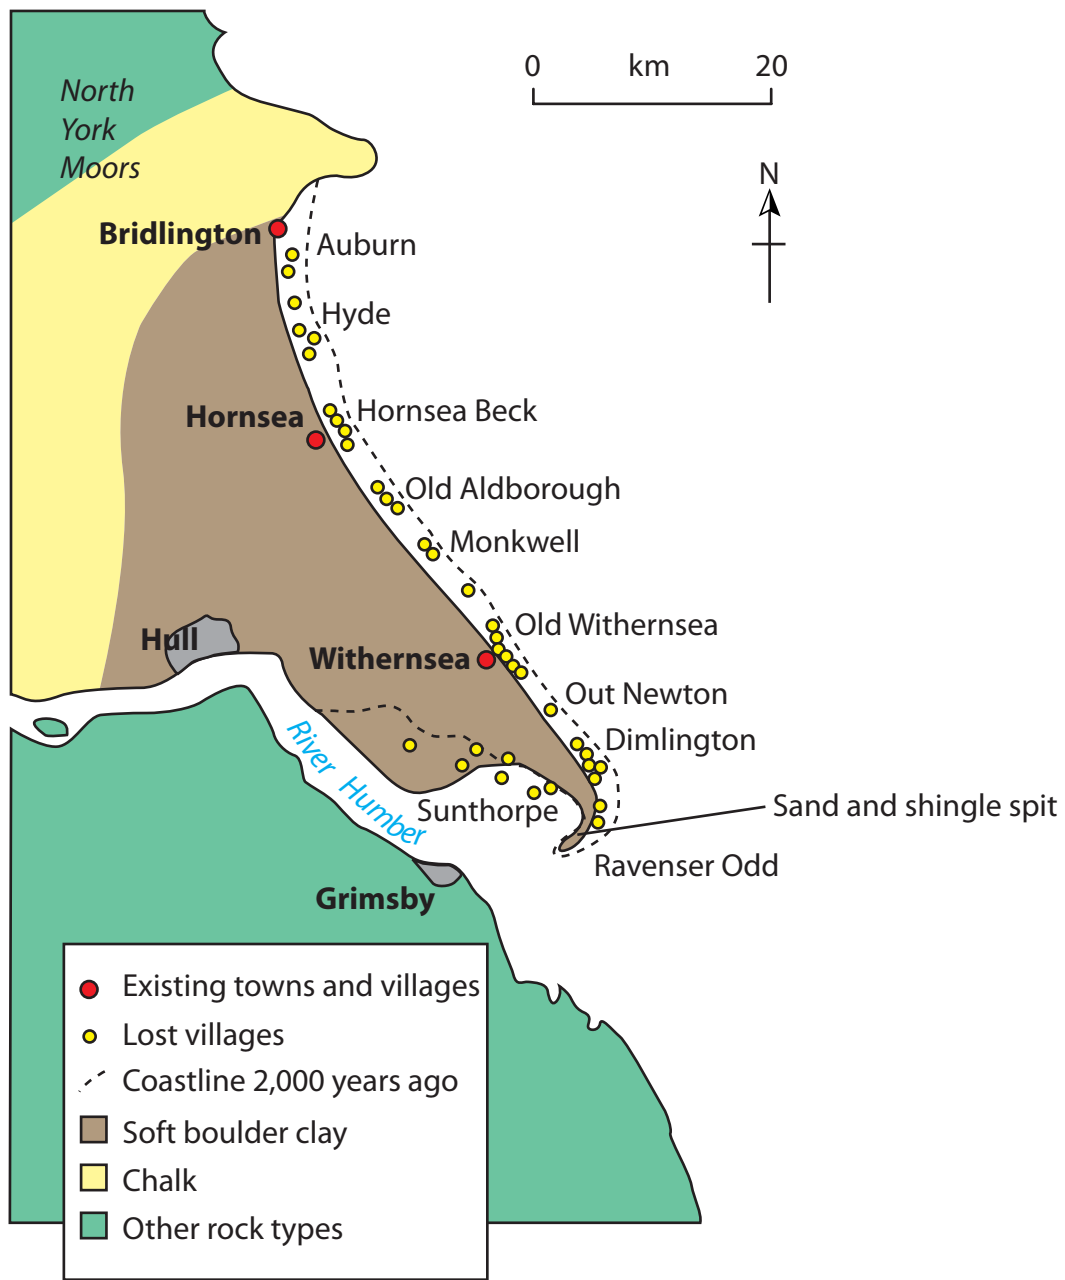 0 km 20
North
York
Moors
N
Bridlington
Auburn
Hyde
Hornsea Beck
Hornsea
Old Aldborough
Monkwell
Old Withernsea
Hull
Withernsea
Out Newton
Dimlington
River Humber
Sunthorpe
Sand and shingle spit
Ravenser Odd
Grimsby
Existing towns and villages
Lost villages
Coastline 2,000 years ago
Soft boulder clay
Chalk
Other rock types